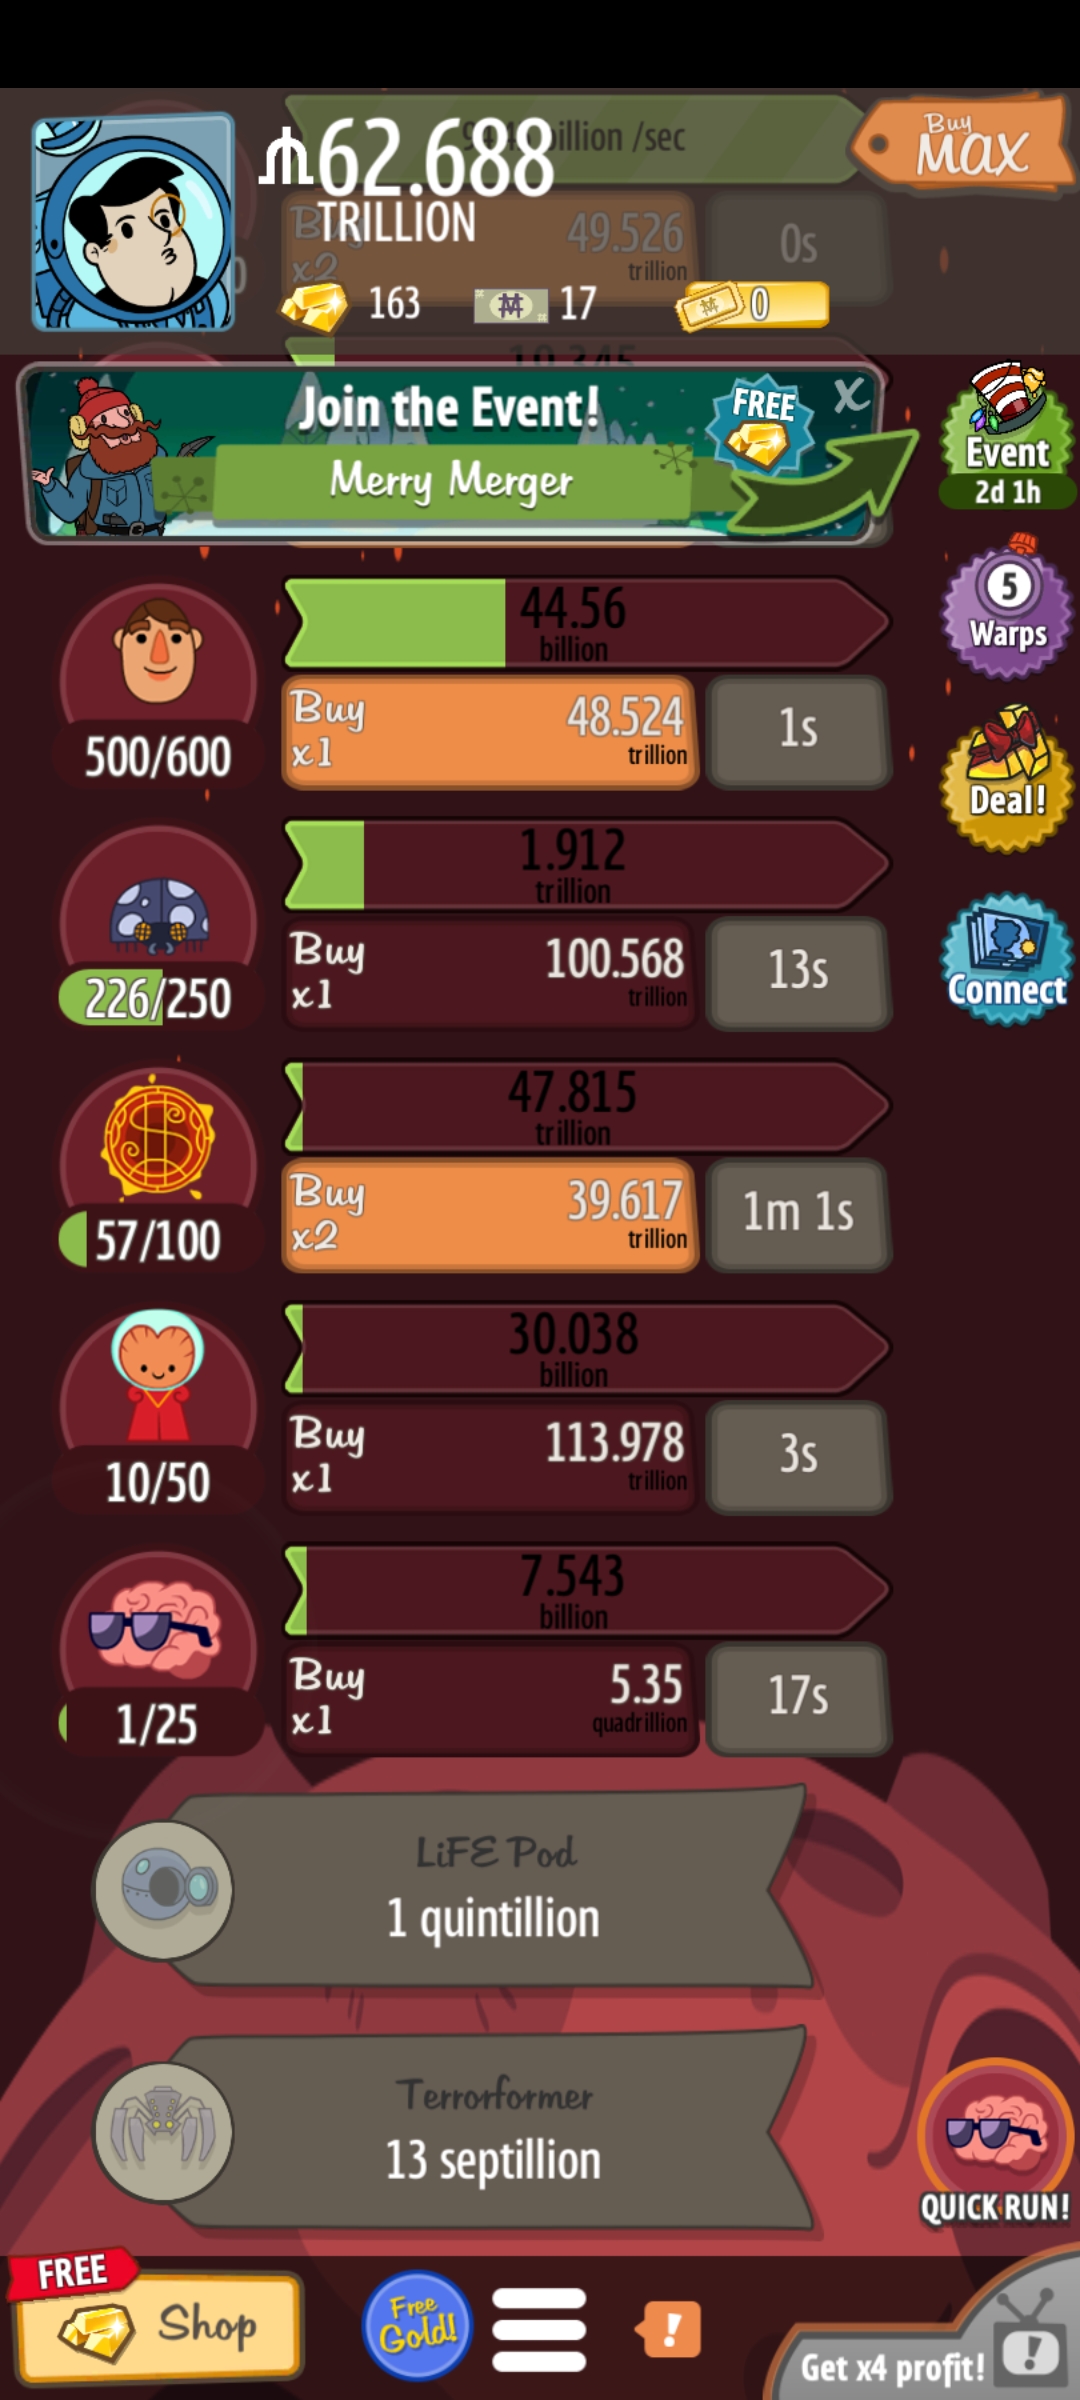 62.688
TRILLION
Buy
MAX
/sec
Buy
x2
49.526
trillion
0s
163
17
0
Join the Event!
FREE
X
Merry Merger
Event
2d 1h
44.56
billion
5
Warps
Buy
x1
48.524
trillion
1s
500/600
Deal!
1.912
trillion
Buy
x1
100.568
trillion
13s
226/250
Connect
47.815
trillion
Buy
x2
39.617
trillion
1m 1s
57/100
30.038
billion
Buy
x1
113.978
trillion
3s
10/50
7.543
billion
Buy
x1
5.35
quadrillion
17s
1/25
LiFE Pod
1 quintillion
Terrorformer
13 septillion
QUICK RUN!
FREE
Shop
Free
Gold!
!
Get x4 profit!
!